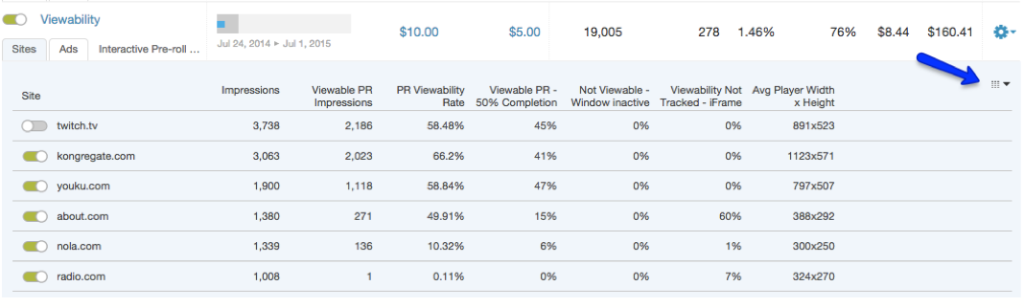 Viewability
$10.00 $5.00 19,005 278 1.46% 76% $8.44 $160.41
Jul 24, 2014 ▸ Jul 1, 2015
Sites Ads Interactive Pre-roll ...
Site Impressions Viewable PR Impressions PR Viewability Rate Viewable PR - 50% Completion Not Viewable - Window inactive Viewability Not Tracked - iFrame Avg Player Width x Height
twitch.tv 3,738 2,186 58.48% 45% 0% 0% 891x523
kongregate.com 3,063 2,023 66.2% 41% 0% 0% 1123x571
youku.com 1,900 1,118 58.84% 47% 0% 0% 797x507
about.com 1,380 271 49.91% 15% 0% 60% 388x292
nola.com 1,339 136 10.32% 6% 0% 1% 300x250
radio.com 1,008 1 0.11% 0% 0% 7% 324x270